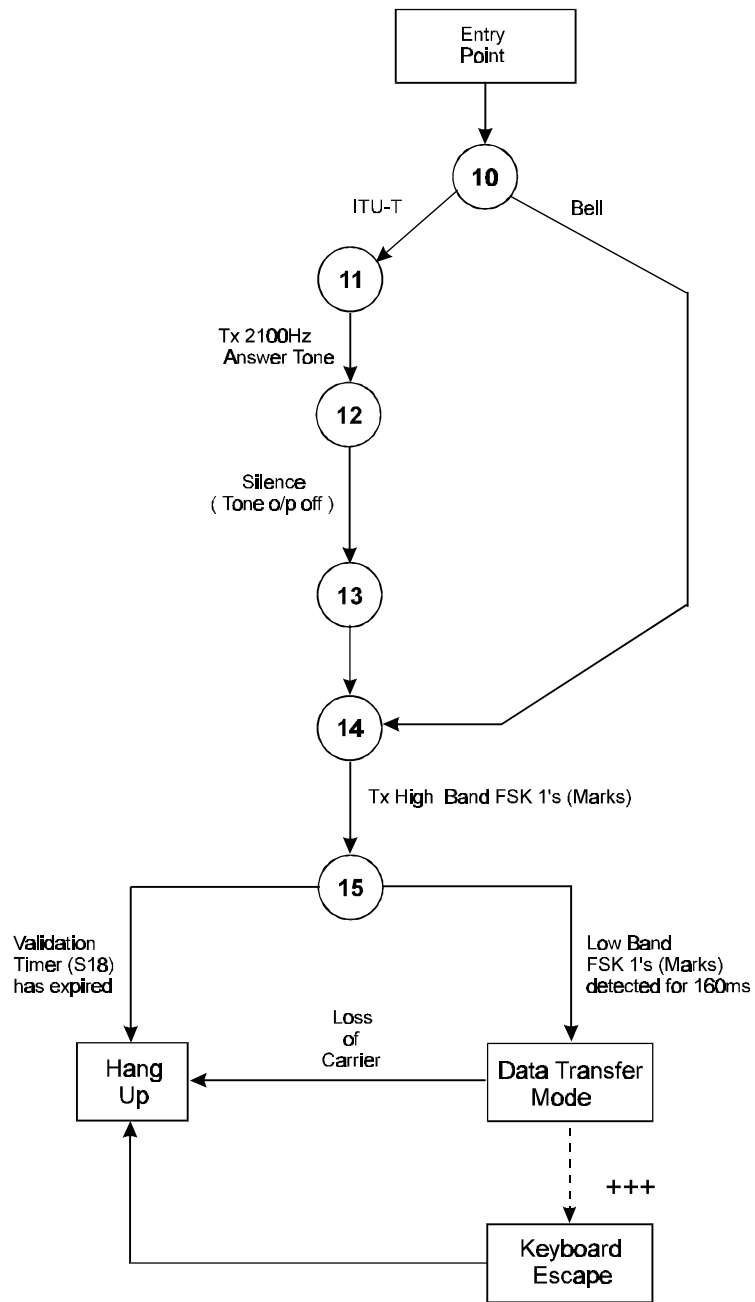 Entry
Point
10
ITU-T
Bell
11
Tx 2100Hz
Answer Tone
12
Silence
( Tone o/p off )
13
14
Tx High Band FSK 1's (Marks)
15
Validation
Timer (S18)
has expired
Low Band
FSK 1's (Marks)
detected for 160ms
Loss
of
Carrier
Hang
Up
Data Transfer
Mode
+++
Keyboard
Escape